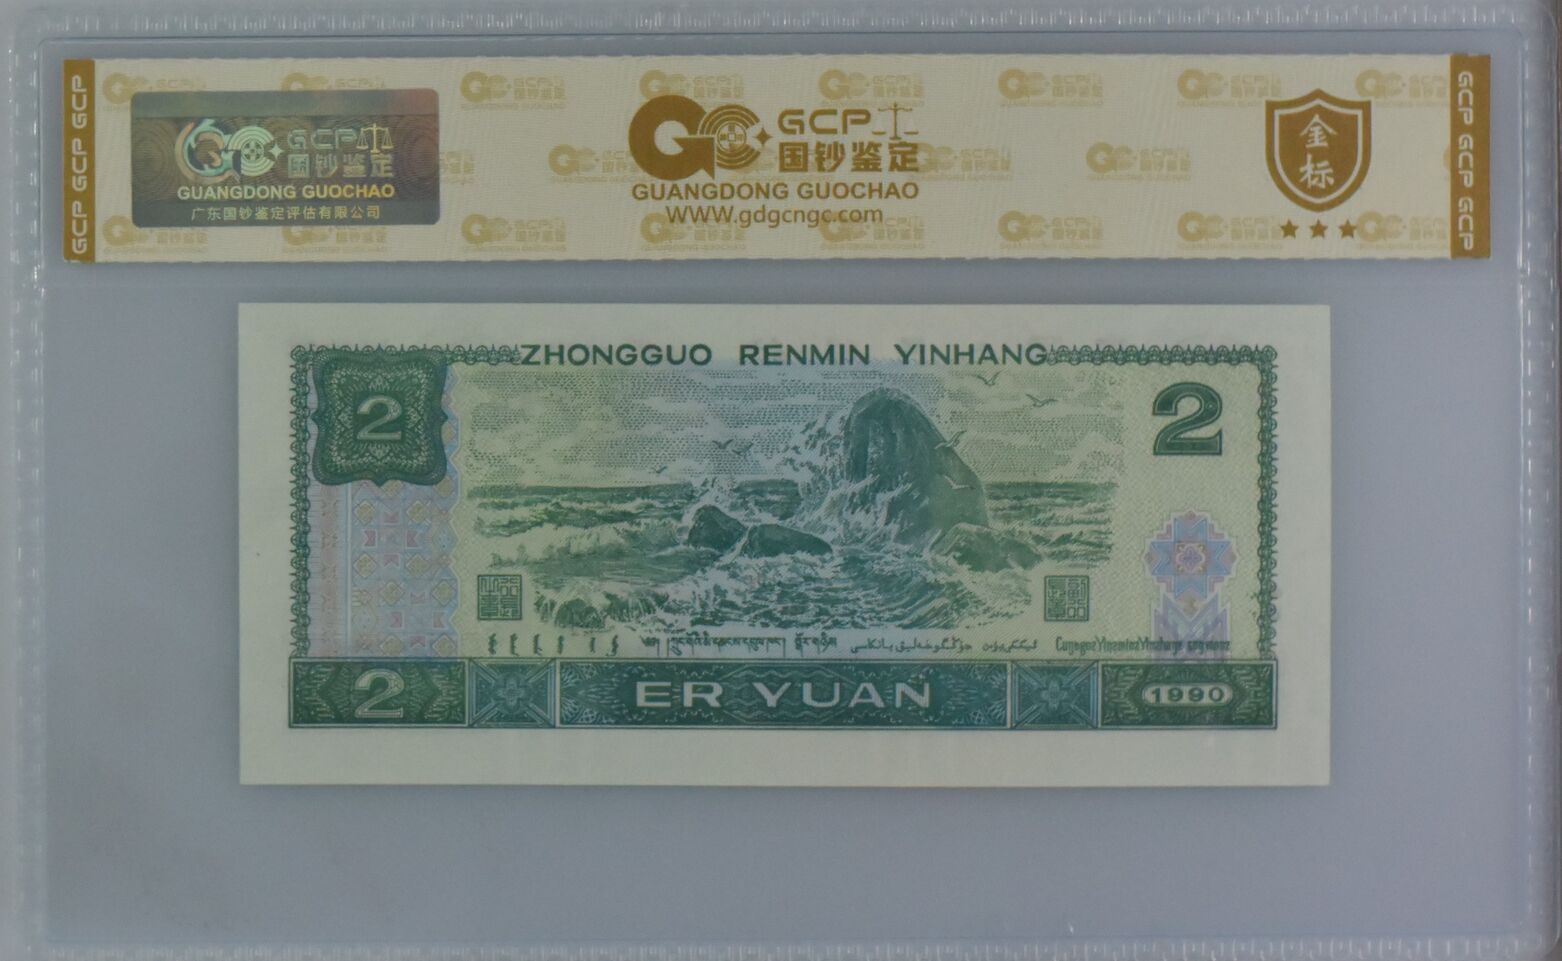 GCP GCP GCP
GCP
国钞鉴定
GUANGDONG GUOCHAO
广东国钞鉴定评估有限公司
GCP
国钞鉴定
GUANGDONG GUOCHAO
WWW.gdgcngc.com
金标
GCP GCP GCP
ZHONGGUO RENMIN YINHANG
2
2
2
ER YUAN
1990